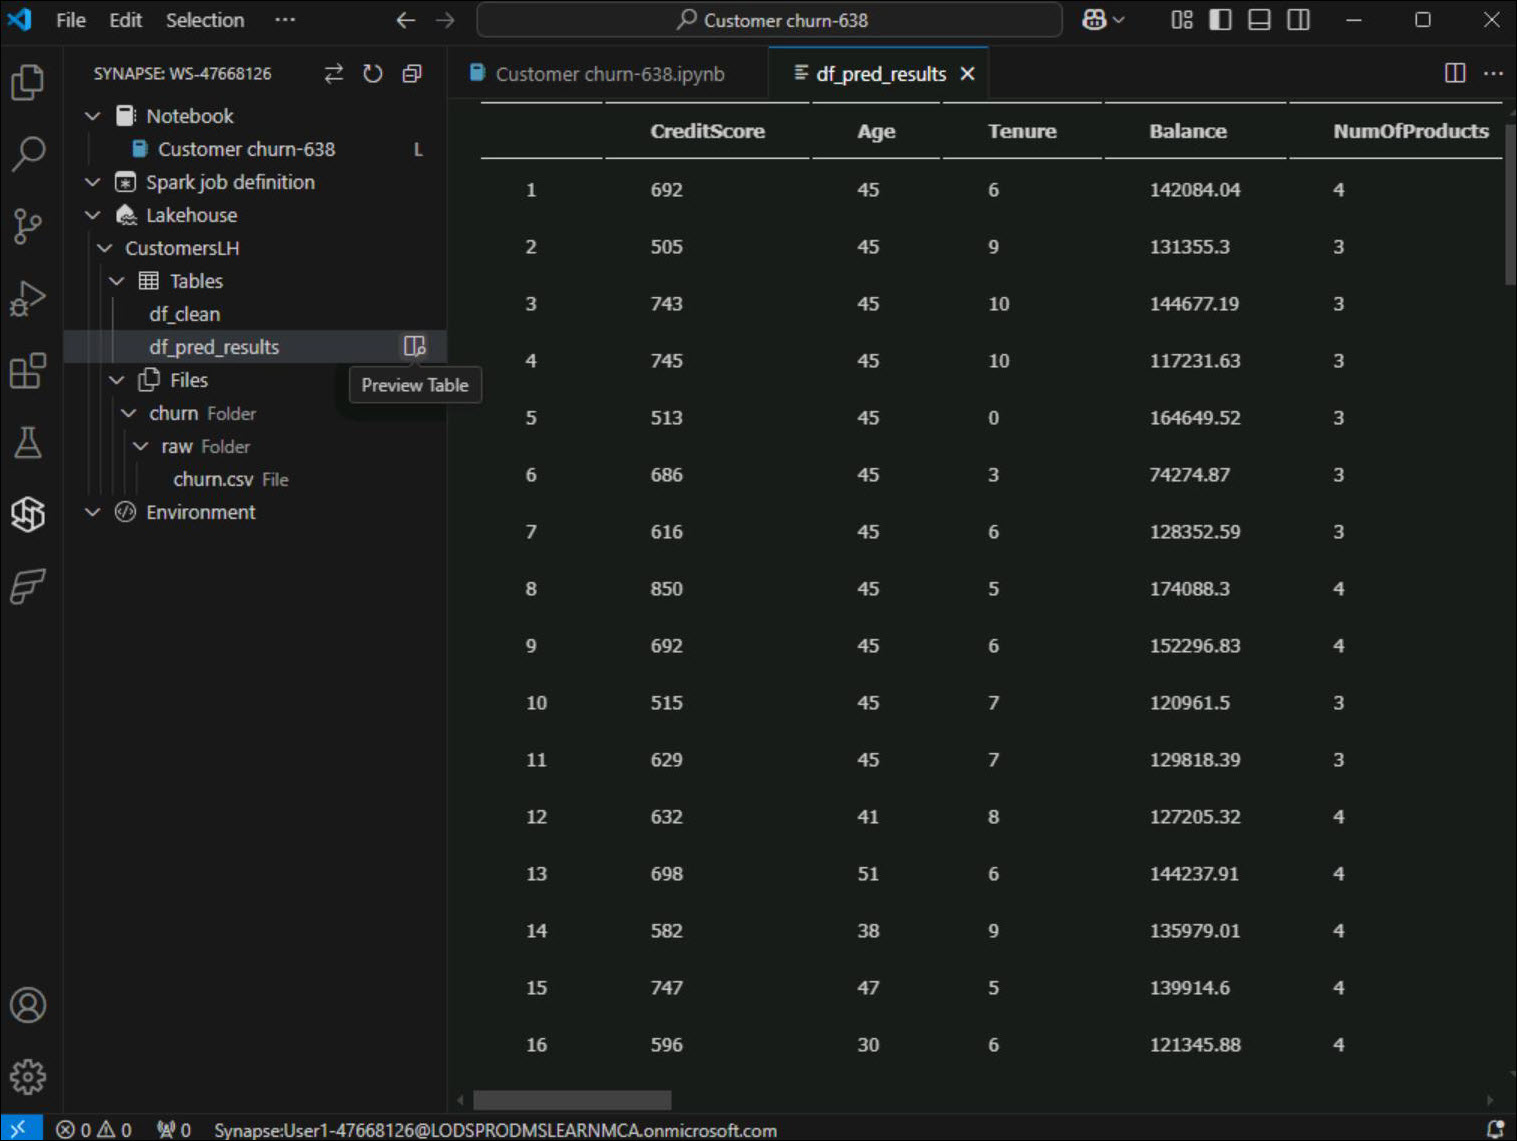 File Edit Selection ··· Customer churn-638
SYNAPSE: WS-47668126
Customer churn-638.ipynb df_pred_results
Notebook
Customer churn-638 L
Spark job definition
Lakehouse
CustomersLH
Tables
df_clean
df_pred_results
Preview Table
Files
churn Folder
raw Folder
churn.csv File
Environment
CreditScore Age Tenure Balance NumOfProducts
1 692 45 6 142084.04 4
2 505 45 9 131355.3 3
3 743 45 10 144677.19 3
4 745 45 10 117231.63 3
5 513 45 0 164649.52 3
6 686 45 3 74274.87 3
7 616 45 6 128352.59 3
8 850 45 5 174088.3 4
9 692 45 6 152296.83 4
10 515 45 7 120961.5 3
11 629 45 7 129818.39 3
12 632 41 8 127205.32 4
13 698 51 6 144237.91 4
14 582 38 9 135979.01 4
15 747 47 5 139914.6 4
16 596 30 6 121345.88 4
0 0 0 Synapse:User1-47668126@LODSPRODMSLEARNMCA.onmicrosoft.com